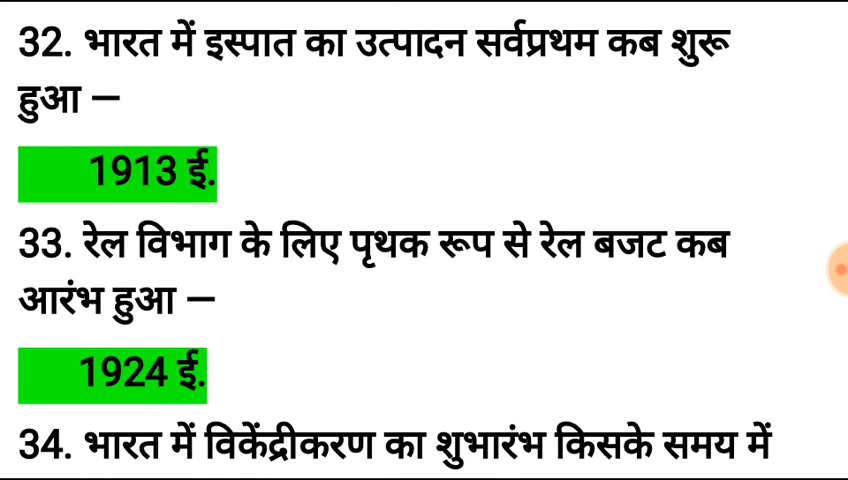 32. भारत में इस्पात का उत्पादन सर्वप्रथम कब शुरू
हुआ —
1913 ई.
33. रेल विभाग के लिए पृथक रूप से रेल बजट कब
आरंभ हुआ —
1924 ई.
34. भारत में विकेंद्रीकरण का शुभारंभ किसके समय में